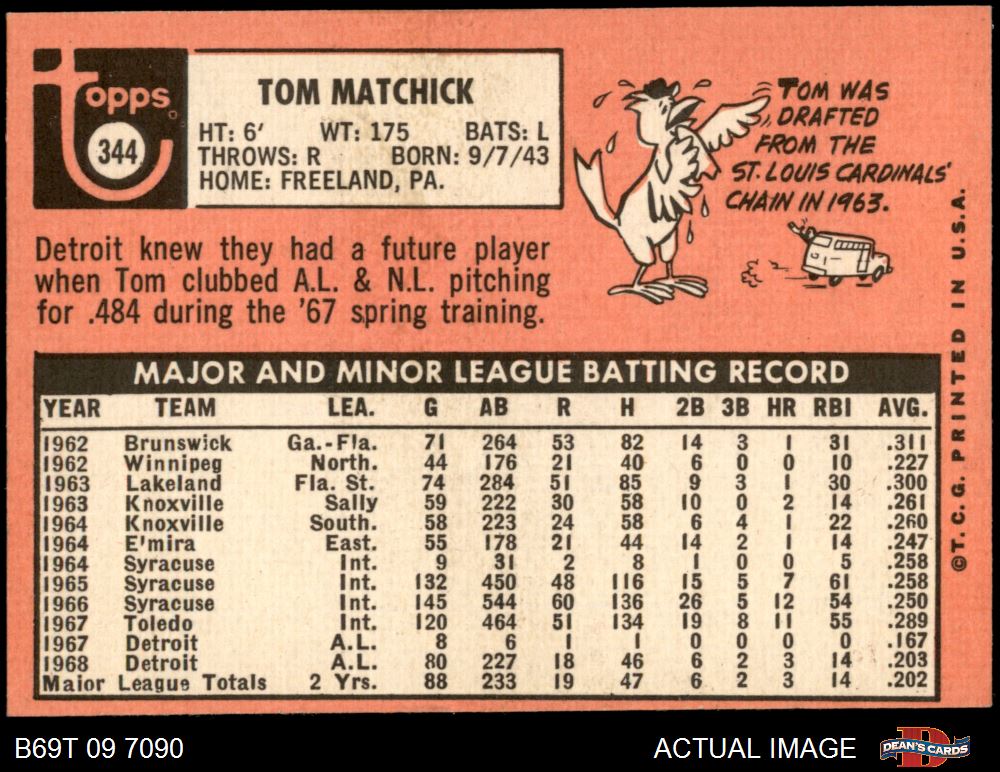 Topps
344
TOM MATCHICK
HT: 6' WT: 175 BATS: L
THROWS: R BORN: 9/7/43
HOME: FREELAND, PA.
TOM WAS
DRAFTED
FROM THE
ST. LOUIS CARDINALS'
CHAIN IN 1963.
Detroit knew they had a future player
when Tom clubbed A.L. & N.L. pitching
for .484 during the '67 spring training.
MAJOR AND MINOR LEAGUE BATTING RECORD
YEAR TEAM LEA. G AB R H 2B 3B HR RBI AVG.
1962 Brunswick Ga.-Fla. 71 264 53 82 14 3 1 31 .311
1962 Winnipeg North. 44 176 21 40 6 0 0 10 .227
1963 Lakeland Fla. St. 74 284 51 85 9 3 1 30 .300
1963 Knoxville Sally 59 222 30 58 10 0 2 14 .261
1964 Knoxville South. 58 223 24 58 6 4 1 22 .260
1964 E'mira East. 55 178 21 44 14 2 1 14 .247
1964 Syracuse Int. 9 31 2 8 1 0 0 5 .258
1965 Syracuse Int. 132 450 48 116 15 5 7 61 .258
1966 Syracuse Int. 145 544 60 136 26 5 12 54 .250
1967 Toledo Int. 120 464 51 134 19 8 11 55 .289
1967 Detroit A.L. 8 6 1 1 0 0 0 0 .167
1968 Detroit A.L. 80 227 18 46 6 2 3 14 .203
Major League Totals 2 Yrs. 88 233 19 47 6 2 3 14 .202
©T. C. G. PRINTED IN U.S.A.
B69T 09 7090
ACTUAL IMAGE
DEAN'S CARDS